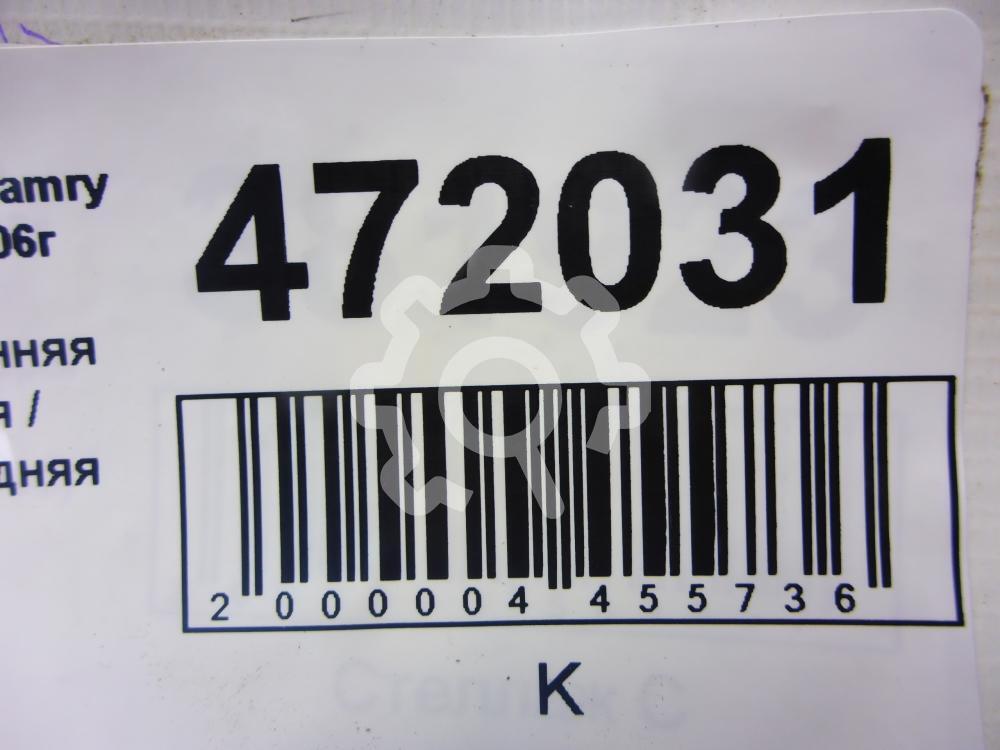 472031
amry
06г
нняя
я /
дняя
2 000004 455736
K